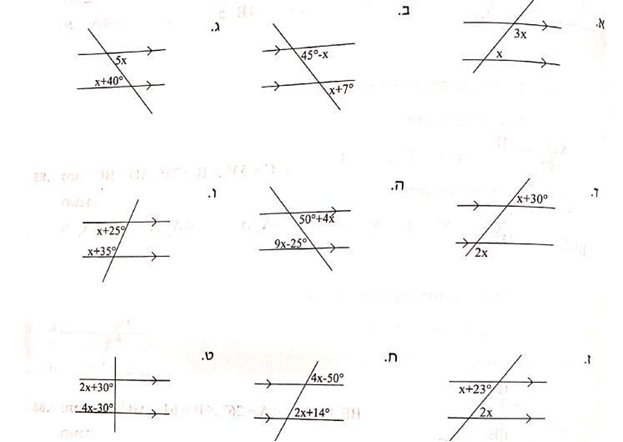 א.
3x
x
ב.
45°-x
x+7°
ג.
5x
x+40°
ד.
x+30°
2x
ה.
50°+4x
9x-25°
ו.
x+25°
x+35°
ז.
x+23°
2x
ח.
4x-50°
2x+14°
ט.
2x+30°
4x-30°